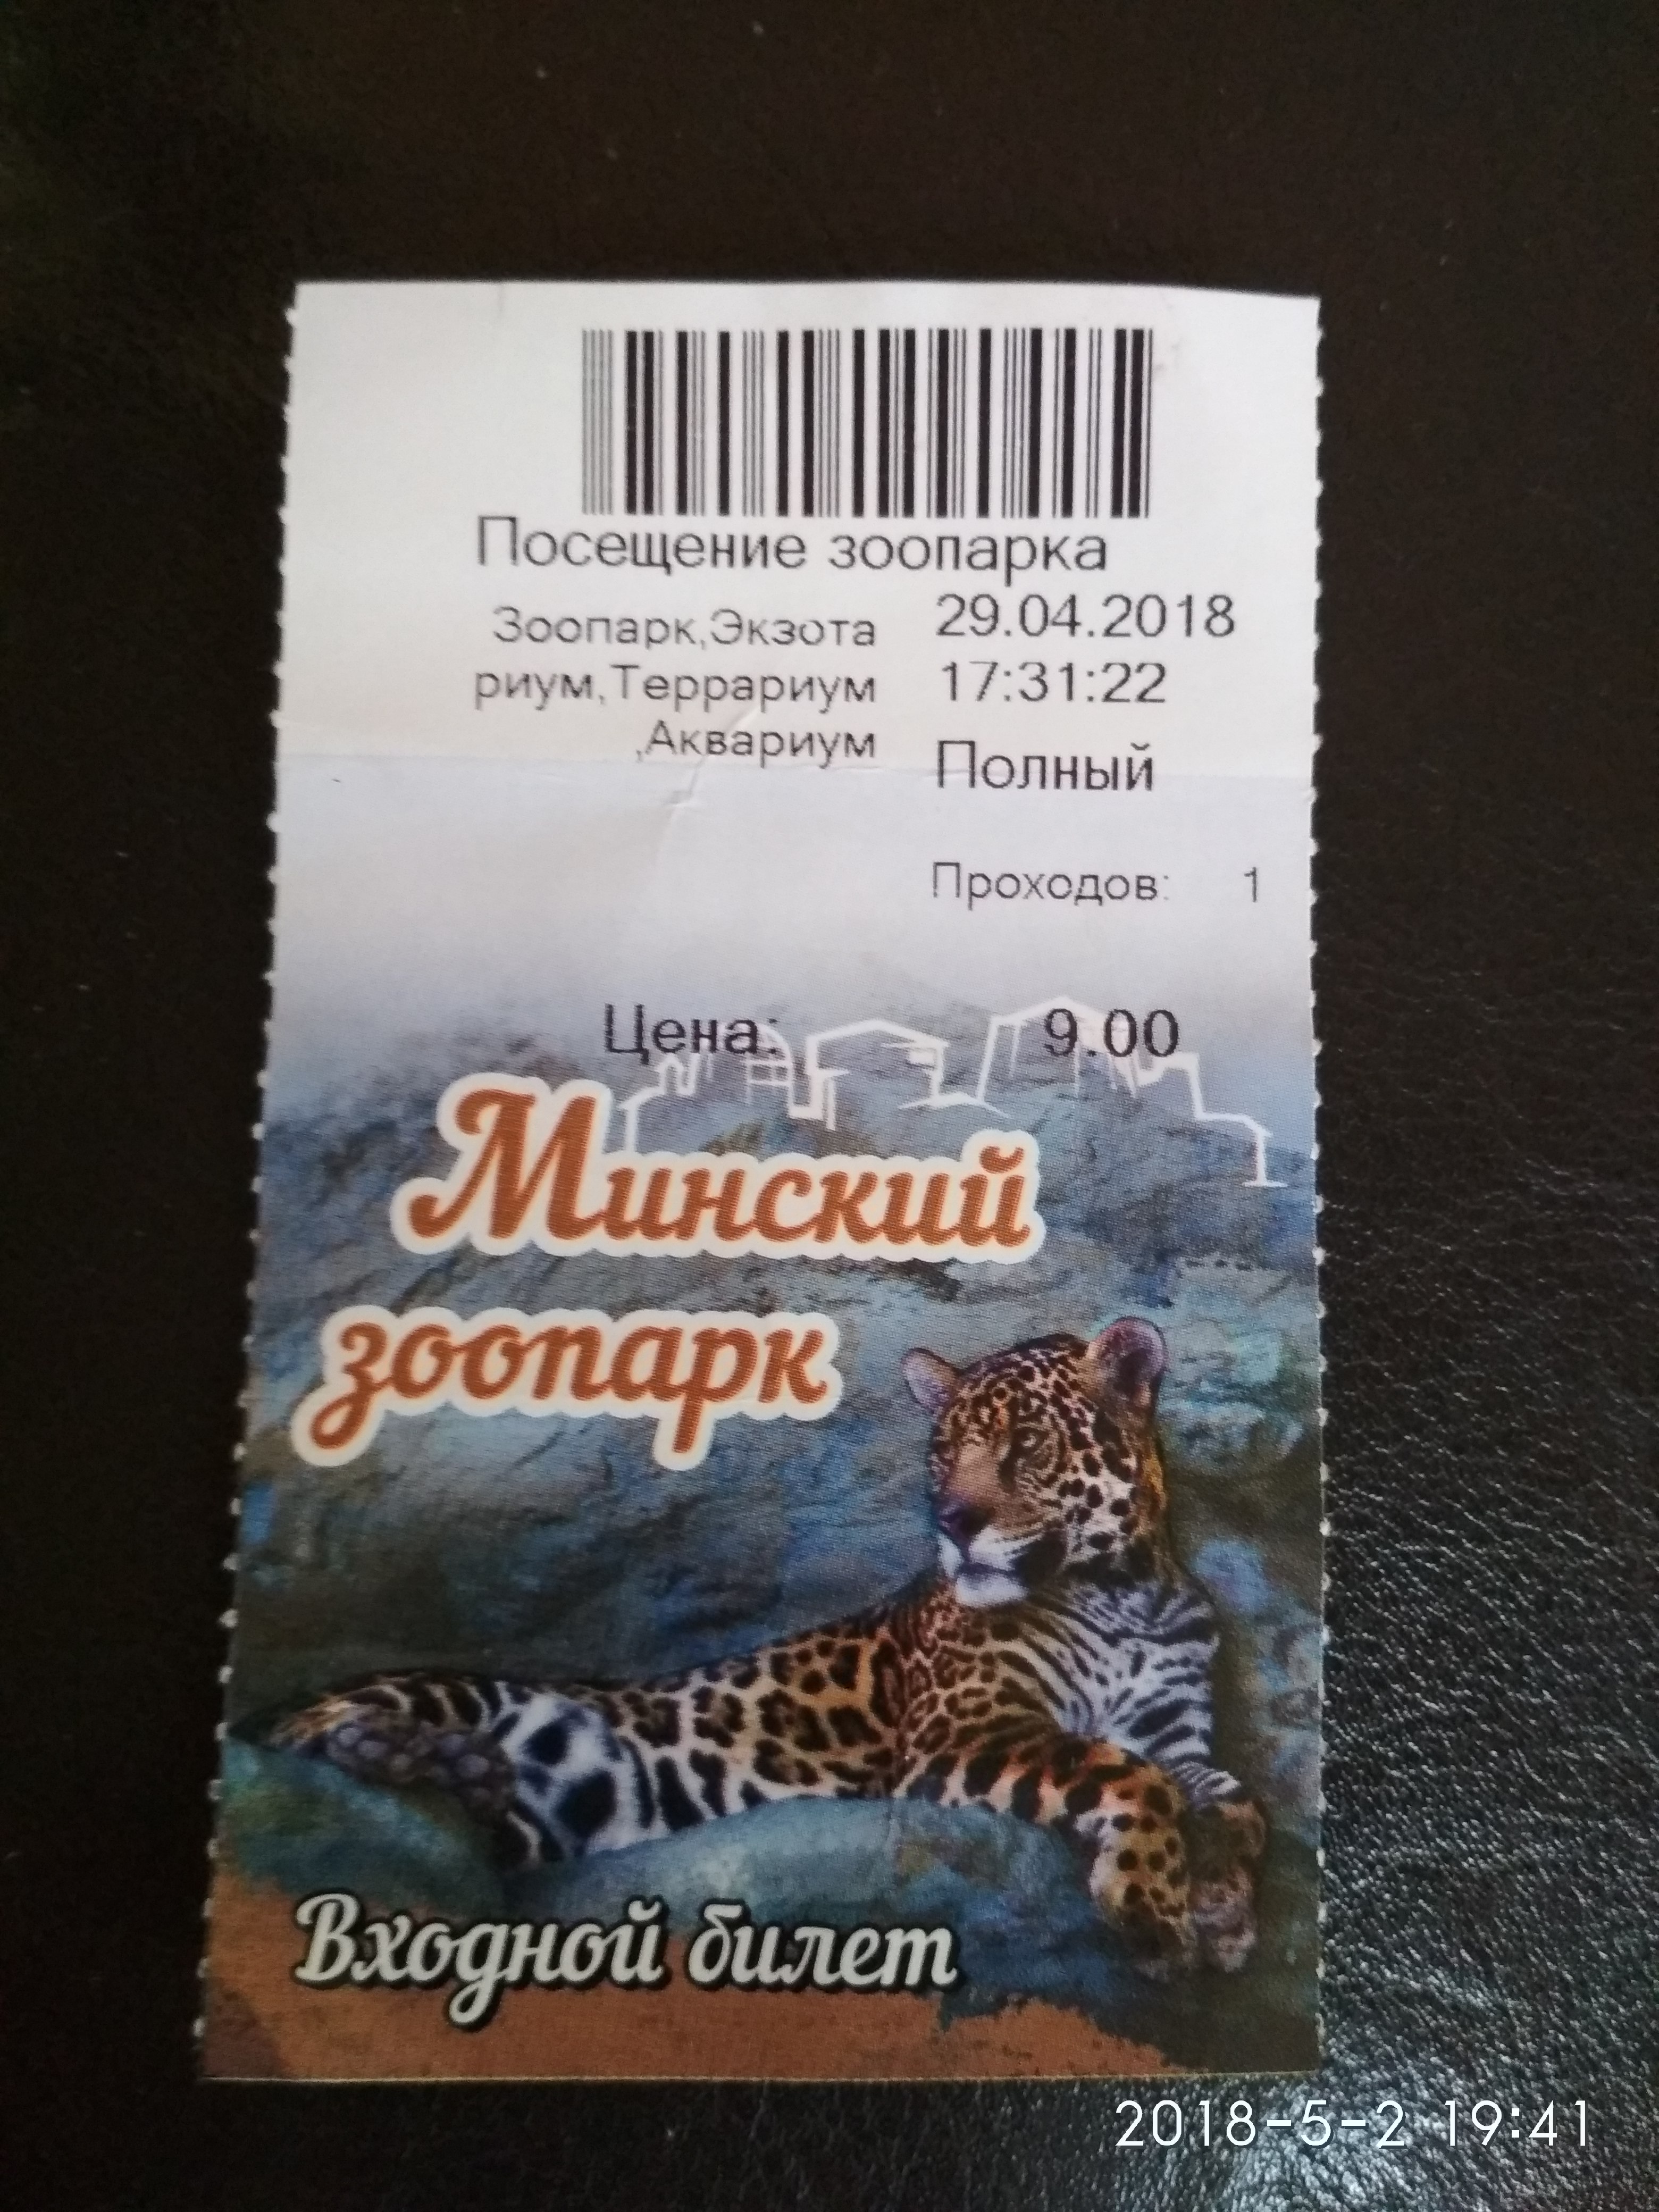 Посещение зоопарка
Зоопарк,Экзота
риум,Террариум
,Аквариум
29.04.2018
17:31:22
Полный
Проходов: 1
Цена: 9.00
Минский
зоопарк
Входной билет
2018-5-2 19:41